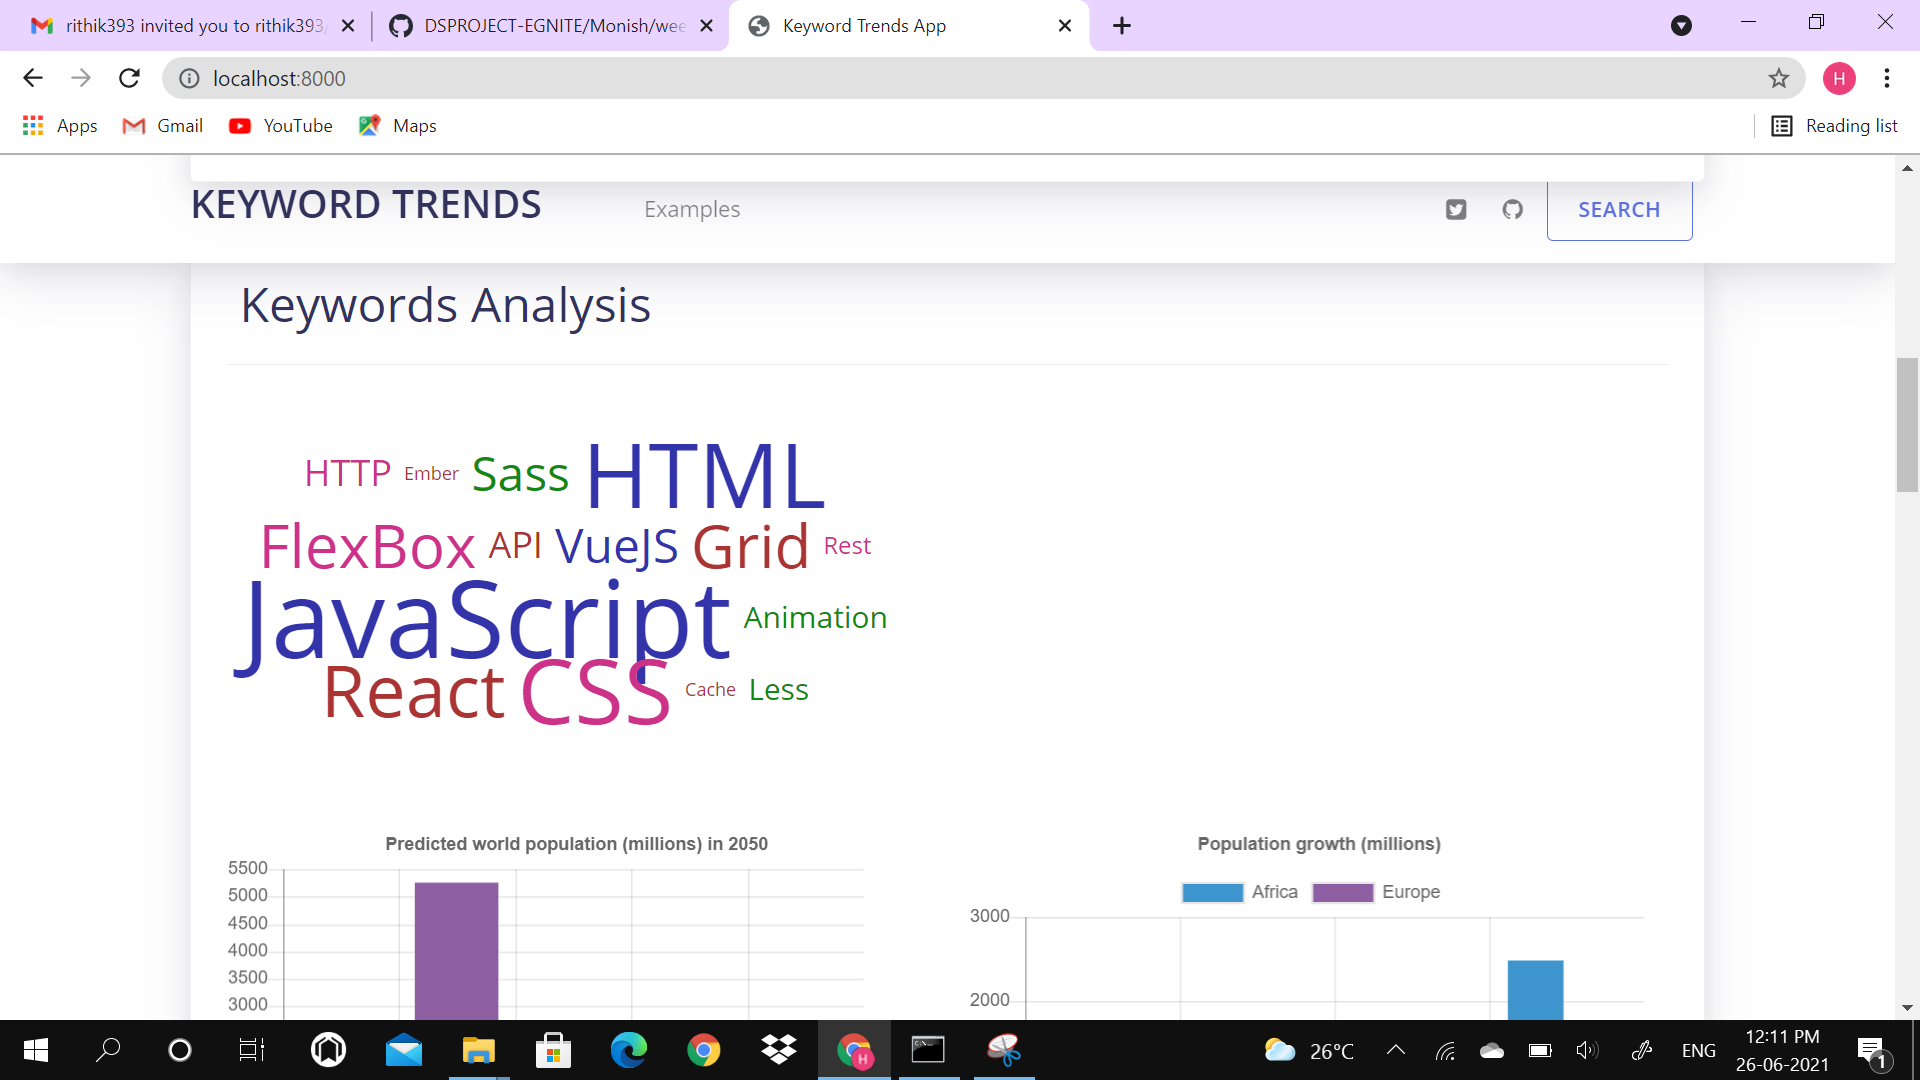 rithik393 invited you to rithik393/
DSPROJECT-EGNITE/Monish/wee
Keyword Trends App
localhost:8000
H
Apps
Gmail
YouTube
Maps
Reading list
KEYWORD TRENDS
Examples
SEARCH
Keywords Analysis
HTTP Ember Sass HTML
FlexBox API VueJS Grid Rest
JavaScript Animation
React CSS Cache Less
Predicted world population (millions) in 2050
5500
5000
4500
4000
3500
3000
Population growth (millions)
Africa Europe
3000
2000
H
26°C
ENG
12:11 PM
26-06-2021
1